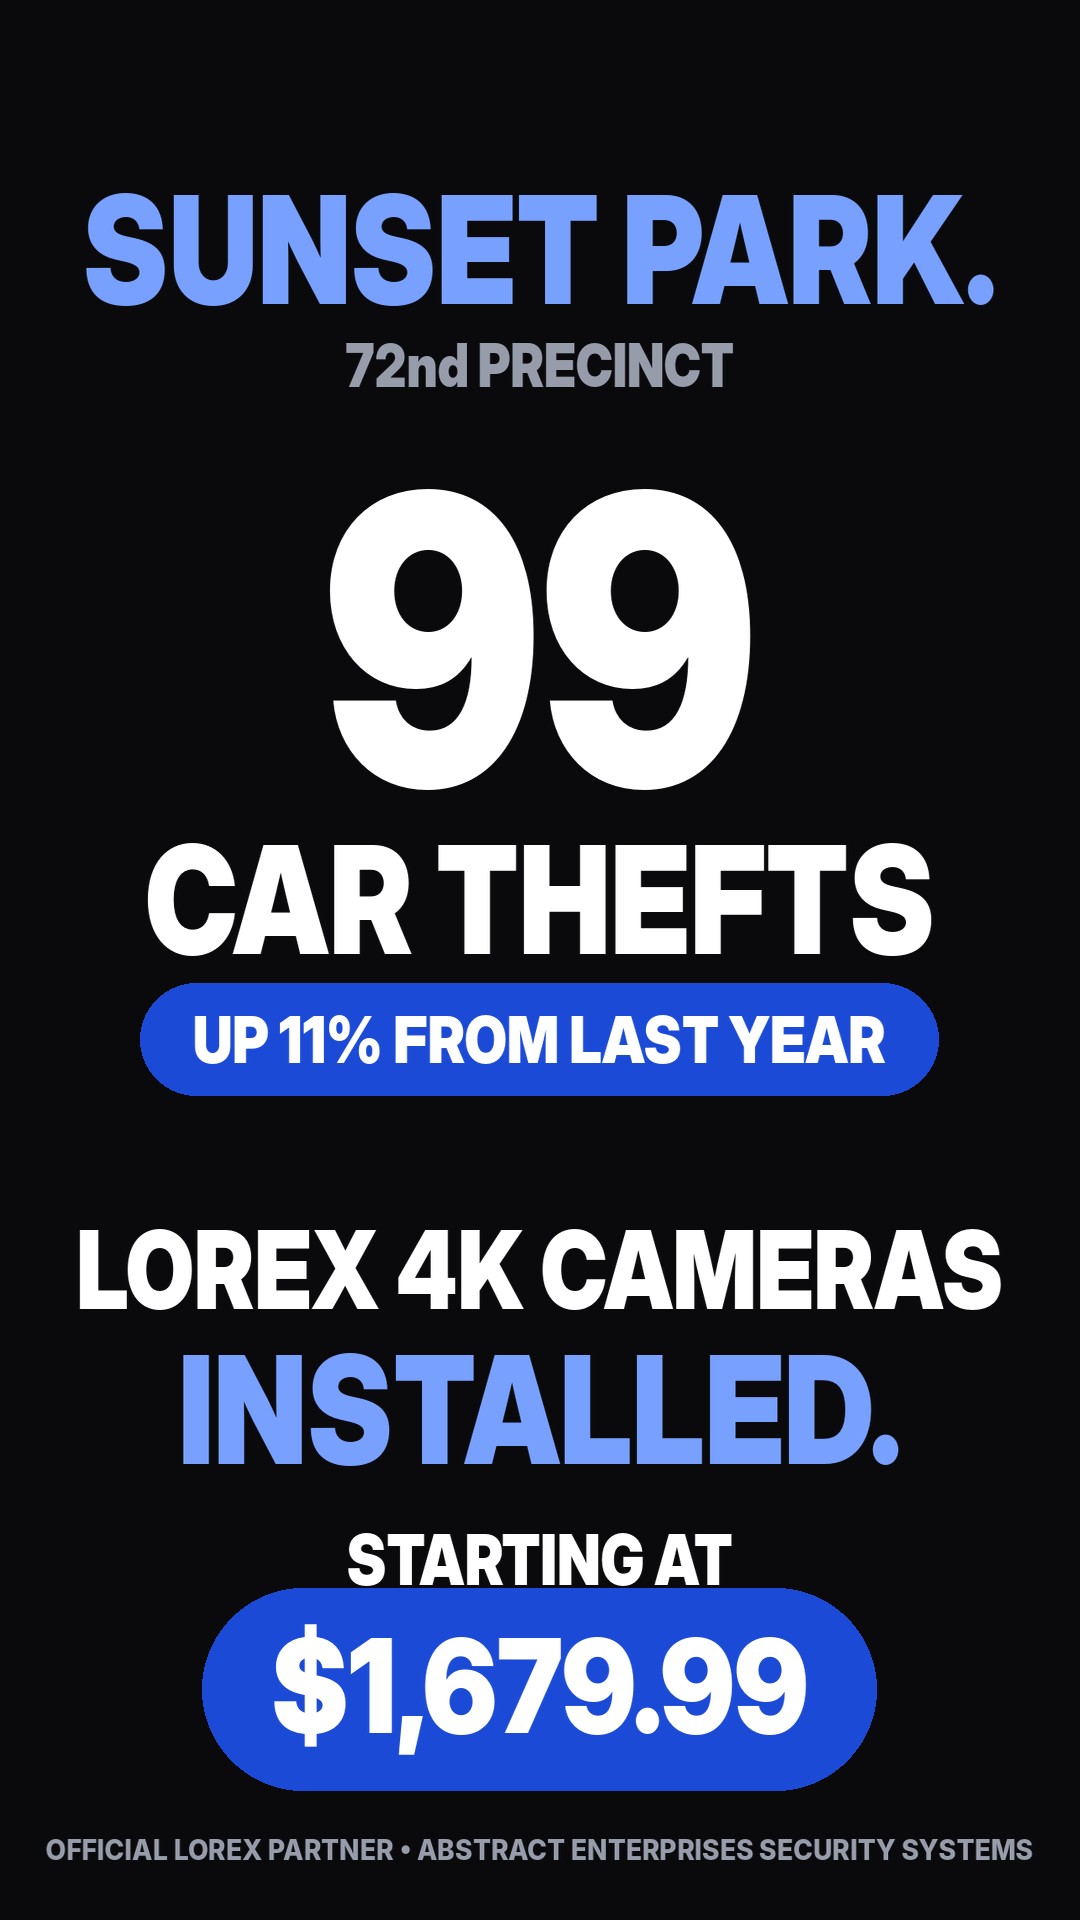 SUNSET PARK.
72nd PRECINCT
99
CAR THEFTS
UP 11% FROM LAST YEAR
LOREX 4K CAMERAS
INSTALLED.
STARTING AT
$1,679.99
OFFICIAL LOREX PARTNER • ABSTRACT ENTERPRISES SECURITY SYSTEMS